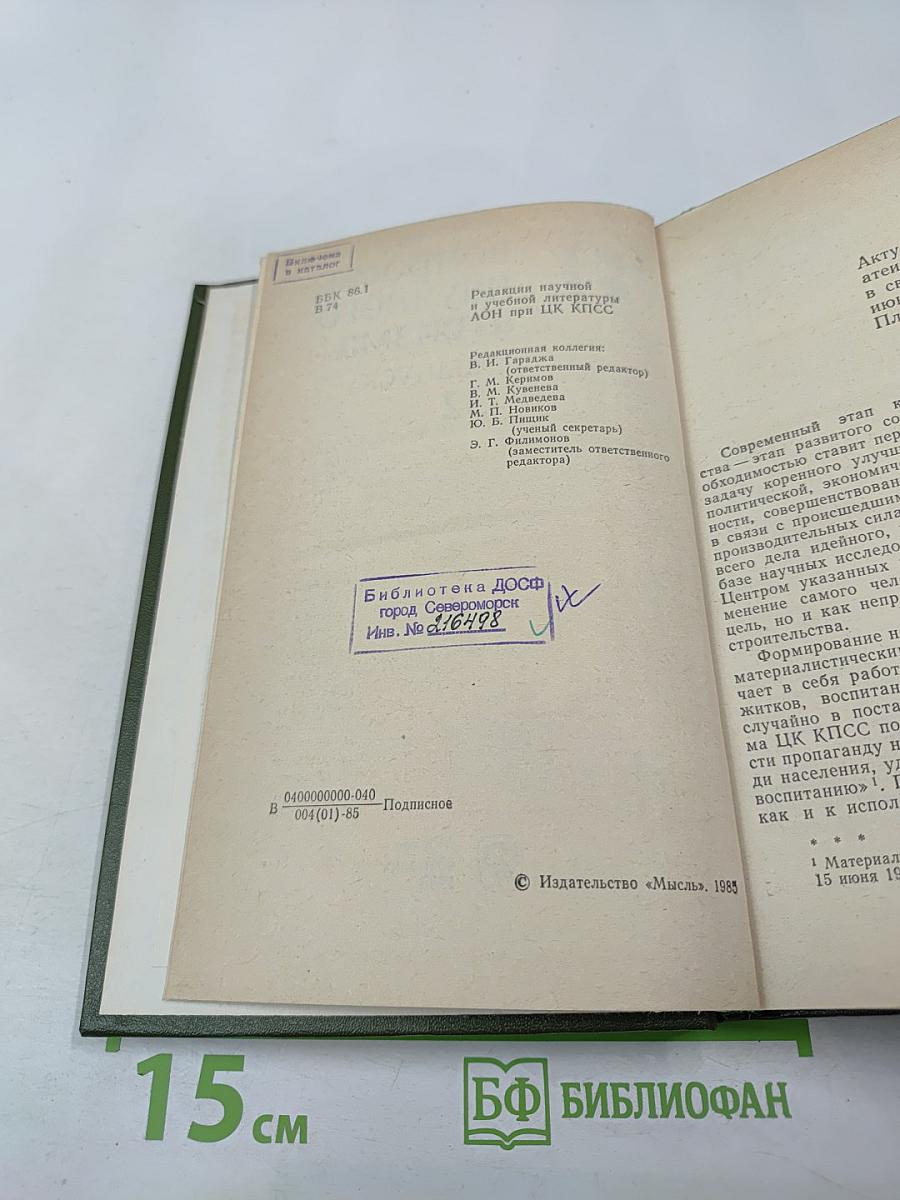 Включена
в каталог
ББК 86.1
В 74
Редакции научной
и учебной литературы
АОН при ЦК КПСС
Редакционная коллегия:
В. И. Гараджа
(ответственный редактор)
Г. М. Керимов
В. М. Кувенева
И. Т. Медведева
М. П. Новиков
Ю. Б. Пищик
(ученый секретарь)
Э. Г. Филимонов
(заместитель ответственного
редактора)
Библиотека ДОСФ
город Североморск
Инв. № 216498
В 0400000000-040
004(01)-85 Подписное
© Издательство «Мысль». 1985
Акту
атеи
в св
июн
Пл
Современный этап к
ства — этап развитого со
обходимостью ставит пер
задачу коренного улучш
политической, экономиче
ности, совершенствован
в связи с происшедшим
производительных сила
всего дела идейного,
базе научных исследо
Центром указанных
менение самого чел
цель, но и как непр
строительства.
Формирование н
материалистически
чает в себя работ
житков, воспитан
случайно в поста
ма ЦК КПСС по
сти пропаганду н
ди населения, уд
воспитанию» ¹.
как и к испол
* * *
¹ Материал
15 июня 19
15 см
БФ БИБЛИОФАН